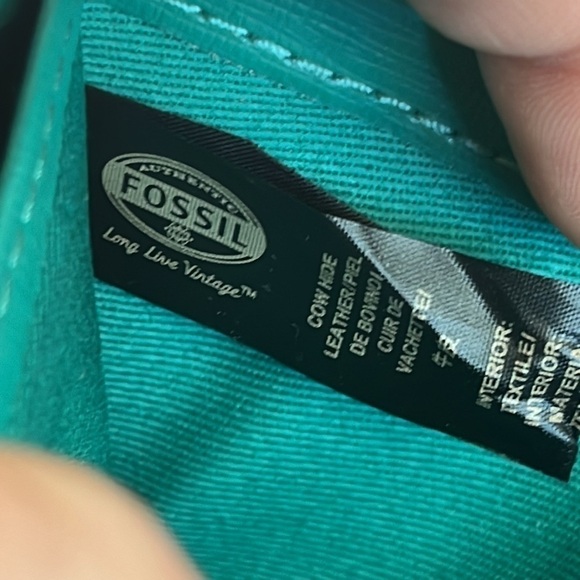 AUTHENTIC
FOSSIL
Long Live Vintage™
COW HIDE
LEATHER/PIEL
DE BOVINO/
CUIR DE
VACHETTE/
INTERIOR:
TEXTILE/
INTERIOR: